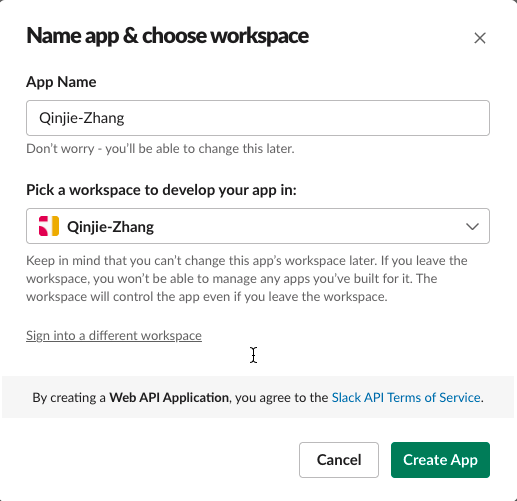 Name app & choose workspace
App Name
Qinjie-Zhang
Don't worry - you'll be able to change this later.
Pick a workspace to develop your app in:
Qinjie-Zhang
Keep in mind that you can't change this app's workspace later. If you leave the
workspace, you won't be able to manage any apps you've built for it. The
workspace will control the app even if you leave the workspace.
Sign into a different workspace
By creating a Web API Application, you agree to the Slack API Terms of Service.
Cancel
Create App